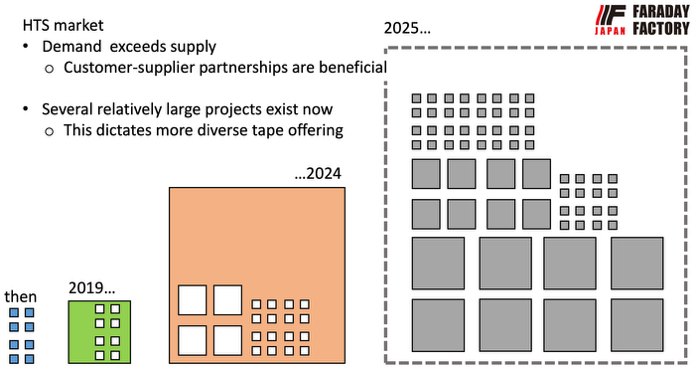 HTS market
• Demand  exceeds supply
o Customer-supplier partnerships are beneficial
• Several relatively large projects exist now
o This dictates more diverse tape offering
then
2019...
...2024
2025...
FARADAY
JAPAN FACTORY